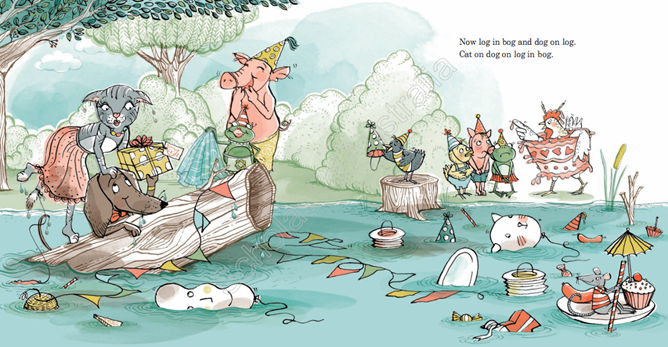 Now log in bog and dog on log.
Cat on dog on log in bog.